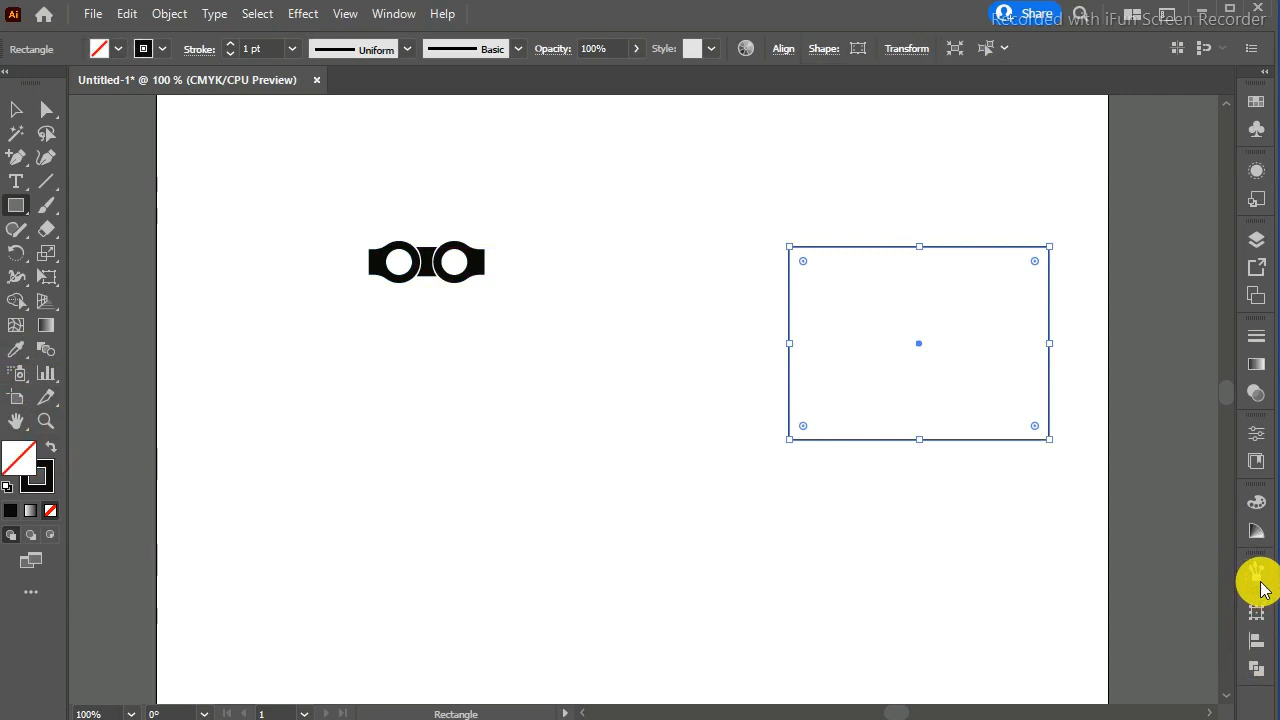 Ai File Edit Object Type Select Effect View Window Help Share
Recorded with iFun Screen Recorder
Rectangle Stroke: 1 pt Uniform Basic Opacity: 100% Style: Align Shape: Transform
Untitled-1* @ 100 % (CMYK/CPU Preview) ×
100% 0° 1 Rectangle